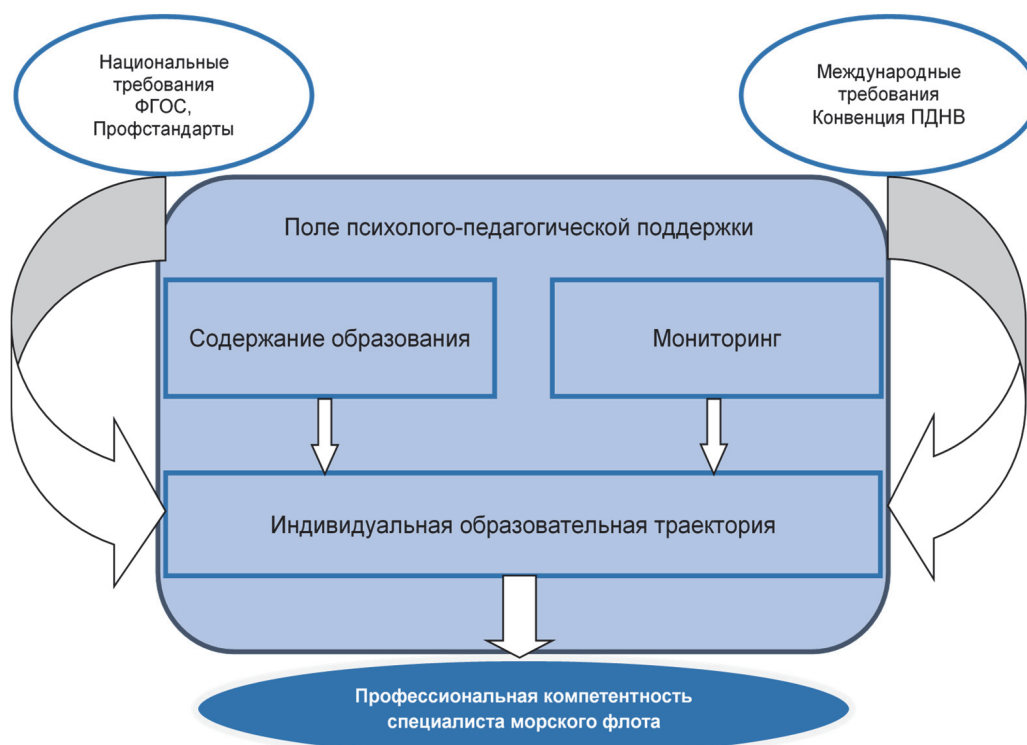 Национальные
требования
ФГОС,
Профстандарты
Международные
требования
Конвенция ПДНВ
Поле психолого-педагогической поддержки
Содержание образования
Мониторинг
Индивидуальная образовательная траектория
Профессиональная компетентность
специалиста морского флота